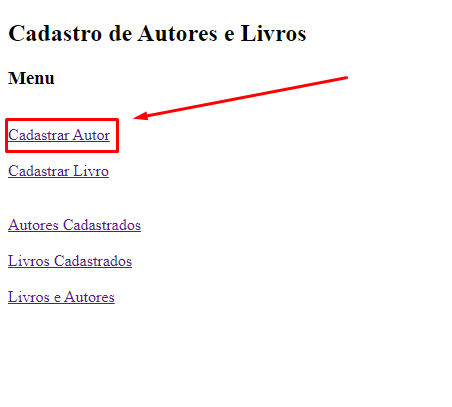 Cadastro de Autores e Livros
Menu
Cadastrar Autor
Cadastrar Livro
Autores Cadastrados
Livros Cadastrados
Livros e Autores